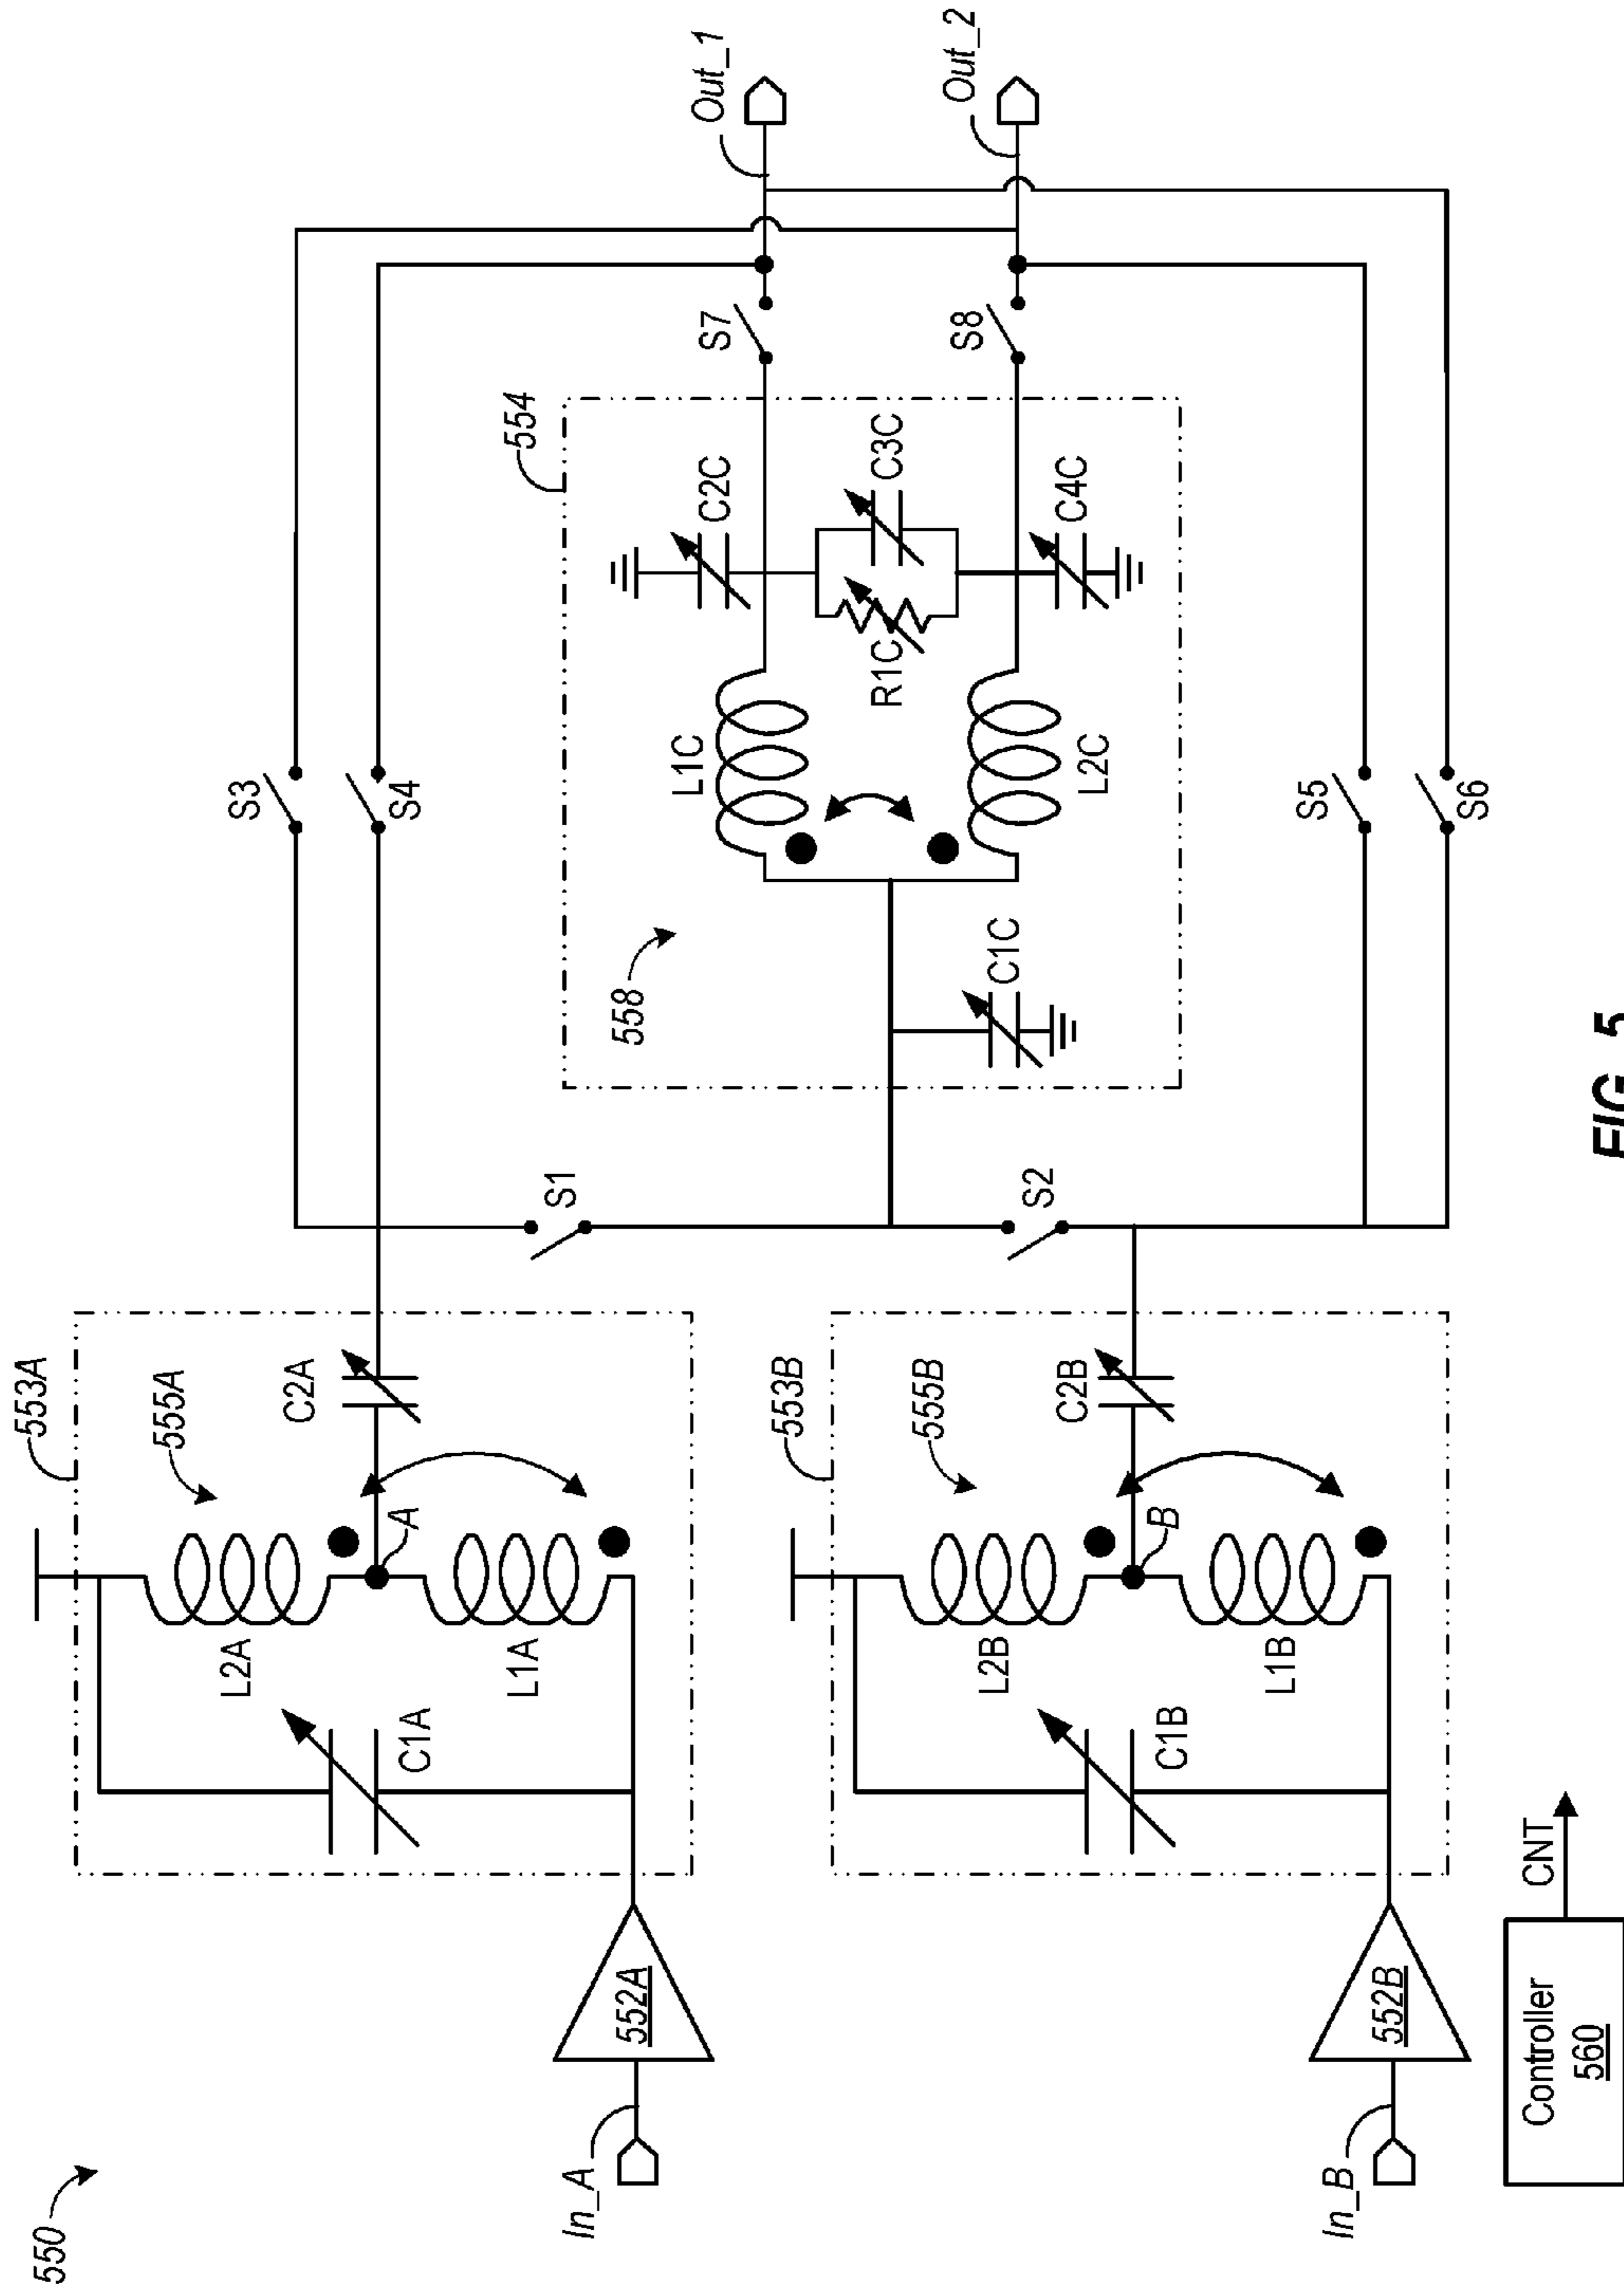 550
In_A
552A
553A
555A
C1A
L2A
L1A
A
C2A
In_B
552B
553B
555B
C1B
L2B
L1B
B
C2B
Controller
560
CNT
S1
S2
S3
S4
S5
S6
554
558
C1C
L1C
L2C
R1C
C2C
C3C
C4C
S7
S8
Out_1
Out_2
FIG. 5